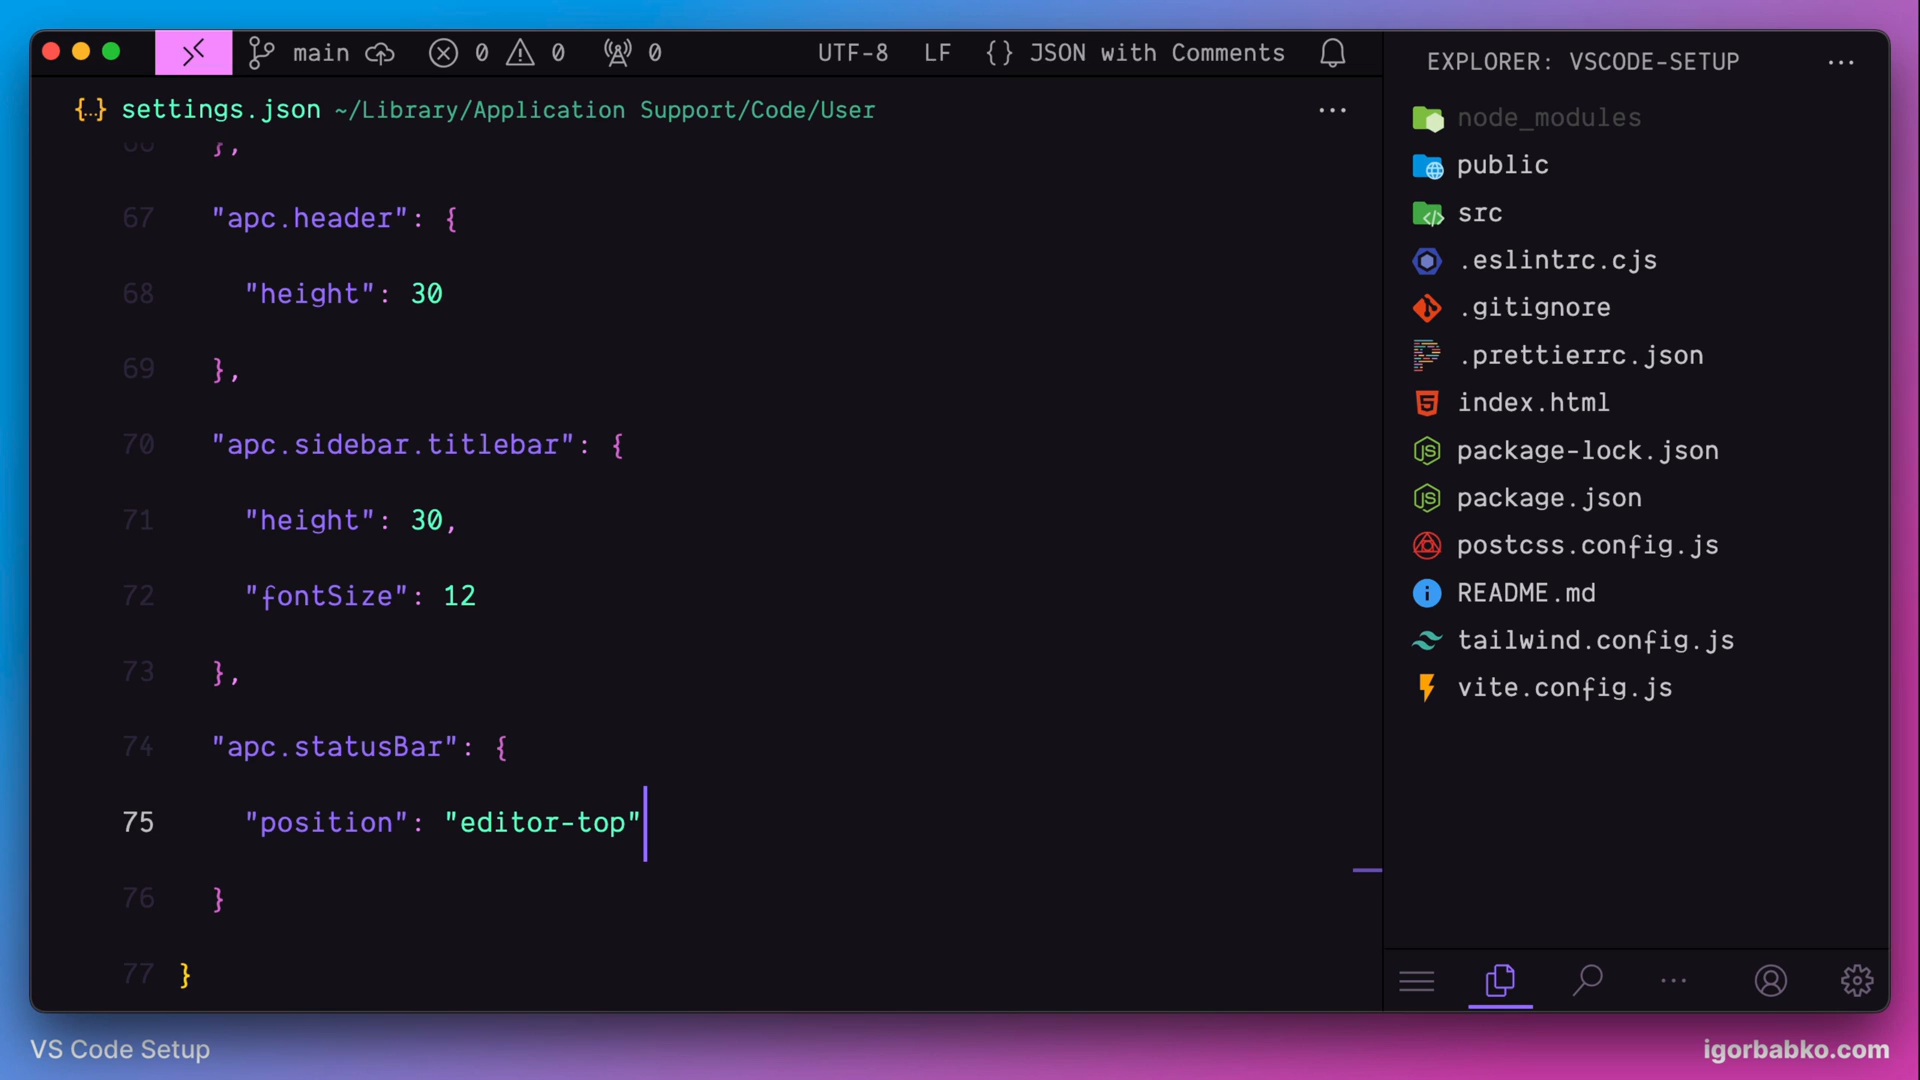 main 0 0 0 UTF-8 LF {} JSON with Comments
{..} settings.json ~/Library/Application Support/Code/User
66 },
67 "apc.header": {
68 "height": 30
69 },
70 "apc.sidebar.titlebar": {
71 "height": 30,
72 "fontSize": 12
73 },
74 "apc.statusBar": {
75 "position": "editor-top"
76 }
77 }
EXPLORER: VSCODE-SETUP
node_modules
public
src
.eslintrc.cjs
.gitignore
.prettierrc.json
index.html
package-lock.json
package.json
postcss.config.js
README.md
tailwind.config.js
vite.config.js
VS Code Setup
igorbabko.com